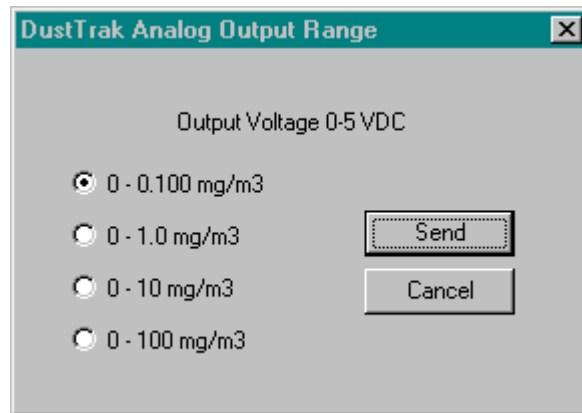 DustTrak Analog Output Range
Output Voltage 0-5 VDC
0 - 0.100 mg/m3
0 - 1.0 mg/m3
0 - 10 mg/m3
0 - 100 mg/m3
Send
Cancel